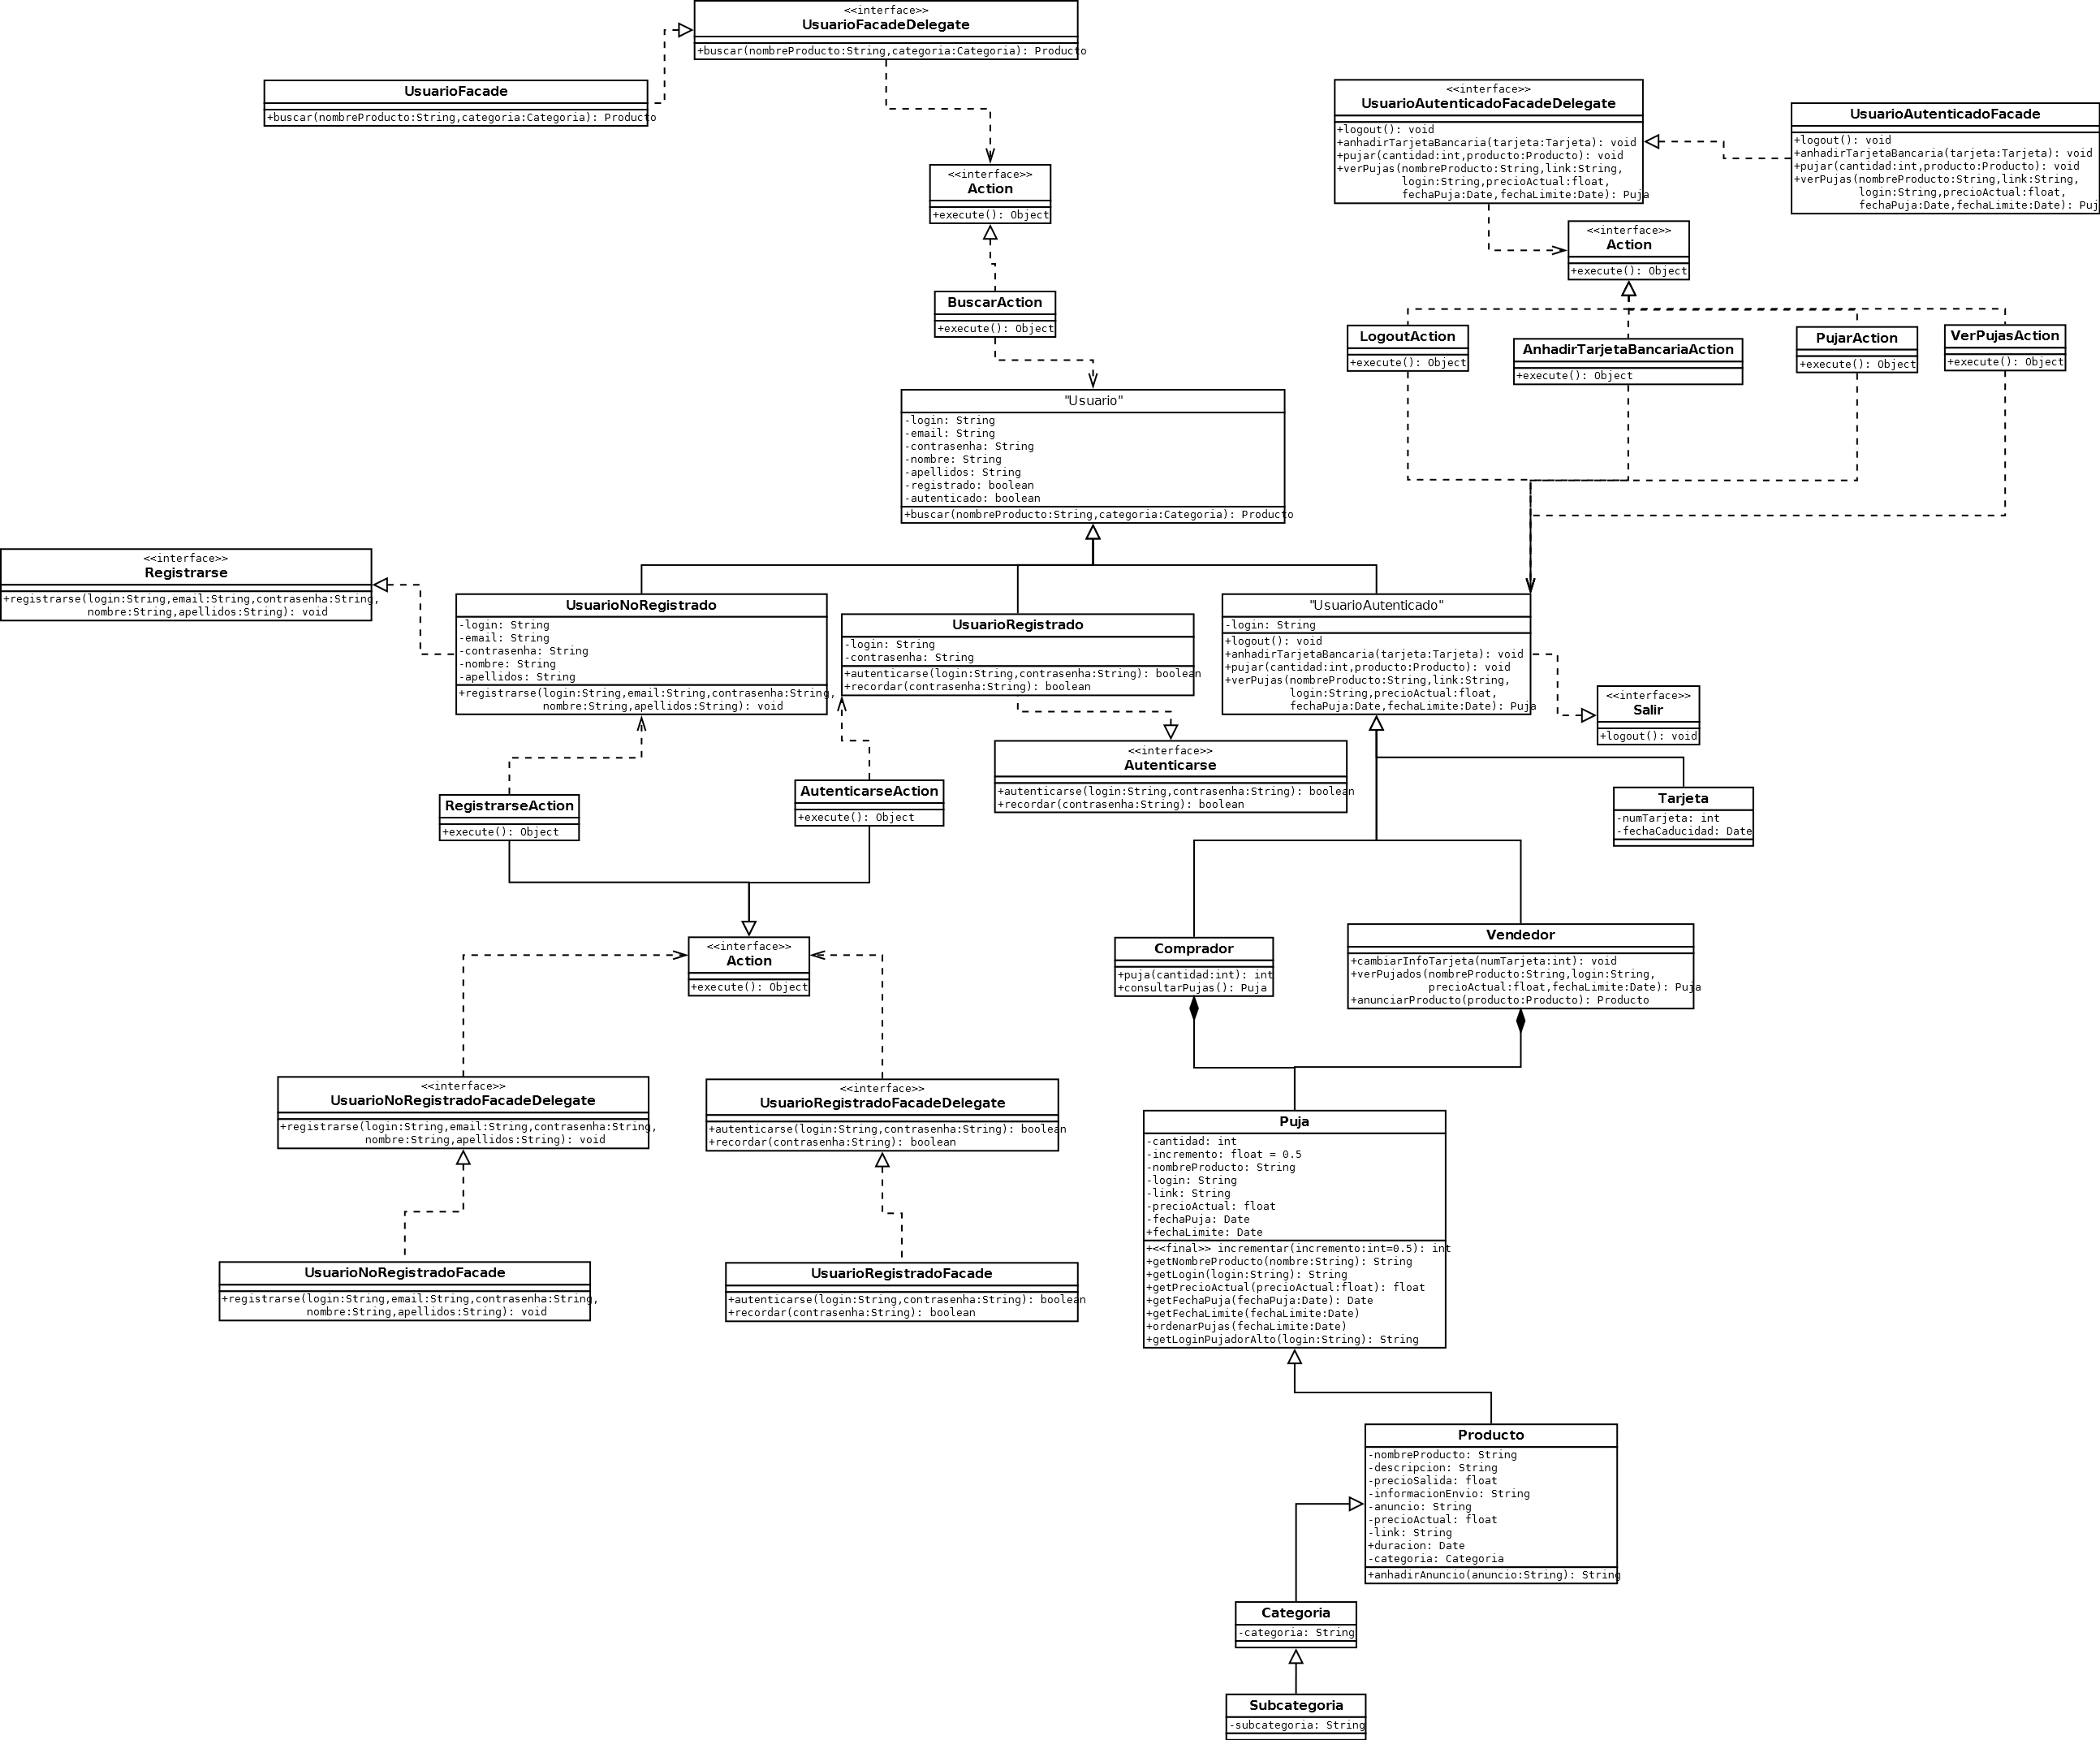 <<interface>>
UsuarioFacadeDelegate
+buscar(nombreProducto:String,categoria:Categoria): Producto
UsuarioFacade
+buscar(nombreProducto:String,categoria:Categoria): Producto
<<interface>>
UsuarioAutenticadoFacadeDelegate
+logout(): void
+anhadirTarjetaBancaria(tarjeta:Tarjeta): void
+pujar(cantidad:int,producto:Producto): void
+verPujas(nombreProducto:String,link:String,
login:String,precioActual:float,
fechaPuja:Date,fechaLimite:Date): Puja
UsuarioAutenticadoFacade
+logout(): void
+anhadirTarjetaBancaria(tarjeta:Tarjeta): void
+pujar(cantidad:int,producto:Producto): void
+verPujas(nombreProducto:String,link:String,
login:String,precioActual:float,
fechaPuja:Date,fechaLimite:Date): Puj
<<interface>>
Action
+execute(): Object
<<interface>>
Action
+execute(): Object
BuscarAction
+execute(): Object
LogoutAction
+execute(): Object
AnhadirTarjetaBancariaAction
+execute(): Object
PujarAction
+execute(): Object
VerPujasAction
+execute(): Object
"Usuario"
-login: String
-email: String
-contrasenha: String
-nombre: String
-apellidos: String
-registrado: boolean
-autenticado: boolean
+buscar(nombreProducto:String,categoria:Categoria): Producto
<<interface>>
Registrarse
+registrarse(login:String,email:String,contrasenha:String,
nombre:String,apellidos:String): void
UsuarioNoRegistrado
-login: String
-email: String
-contrasenha: String
-nombre: String
-apellidos: String
+registrarse(login:String,email:String,contrasenha:String,
nombre:String,apellidos:String): void
UsuarioRegistrado
-login: String
-contrasenha: String
+autenticarse(login:String,contrasenha:String): boolean
+recordar(contrasenha:String): boolean
"UsuarioAutenticado"
-login: String
+logout(): void
+anhadirTarjetaBancaria(tarjeta:Tarjeta): void
+pujar(cantidad:int,producto:Producto): void
+verPujas(nombreProducto:String,link:String,
login:String,precioActual:float,
fechaPuja:Date,fechaLimite:Date): Puja
<<interface>>
Salir
+logout(): void
<<interface>>
Autenticarse
+autenticarse(login:String,contrasenha:String): boolean
+recordar(contrasenha:String): boolean
RegistrarseAction
+execute(): Object
AutenticarseAction
+execute(): Object
Tarjeta
-numTarjeta: int
-fechaCaducidad: Date
<<interface>>
Action
+execute(): Object
Comprador
+puja(cantidad:int): int
+consultarPujas(): Puja
Vendedor
+cambiarInfoTarjeta(numTarjeta:int): void
+verPujados(nombreProducto:String,login:String,
precioActual:float,fechaLimite:Date): Puja
+anunciarProducto(producto:Producto): Producto
<<interface>>
UsuarioNoRegistradoFacadeDelegate
+registrarse(login:String,email:String,contrasenha:String,
nombre:String,apellidos:String): void
<<interface>>
UsuarioRegistradoFacadeDelegate
+autenticarse(login:String,contrasenha:String): boolean
+recordar(contrasenha:String): boolean
UsuarioNoRegistradoFacade
+registrarse(login:String,email:String,contrasenha:String,
nombre:String,apellidos:String): void
UsuarioRegistradoFacade
+autenticarse(login:String,contrasenha:String): boolean
+recordar(contrasenha:String): boolean
Puja
-cantidad: int
-incremento: float = 0.5
-nombreProducto: String
-login: String
-link: String
-precioActual: float
-fechaPuja: Date
+fechaLimite: Date
+<<final>> incrementar(incremento:int=0.5): int
+getNombreProducto(nombre:String): String
+getLogin(login:String): String
+getPrecioActual(precioActual:float): float
+getFechaPuja(fechaPuja:Date): Date
+getFechaLimite(fechaLimite:Date)
+ordenarPujas(fechaLimite:Date)
+getLoginPujadorAlto(login:String): String
Producto
-nombreProducto: String
-descripcion: String
-precioSalida: float
-informacionEnvio: String
-anuncio: String
-precioActual: float
-link: String
+duracion: Date
-categoria: Categoria
+anhadirAnuncio(anuncio:String): String
Categoria
-categoria: String
Subcategoria
-subcategoria: String